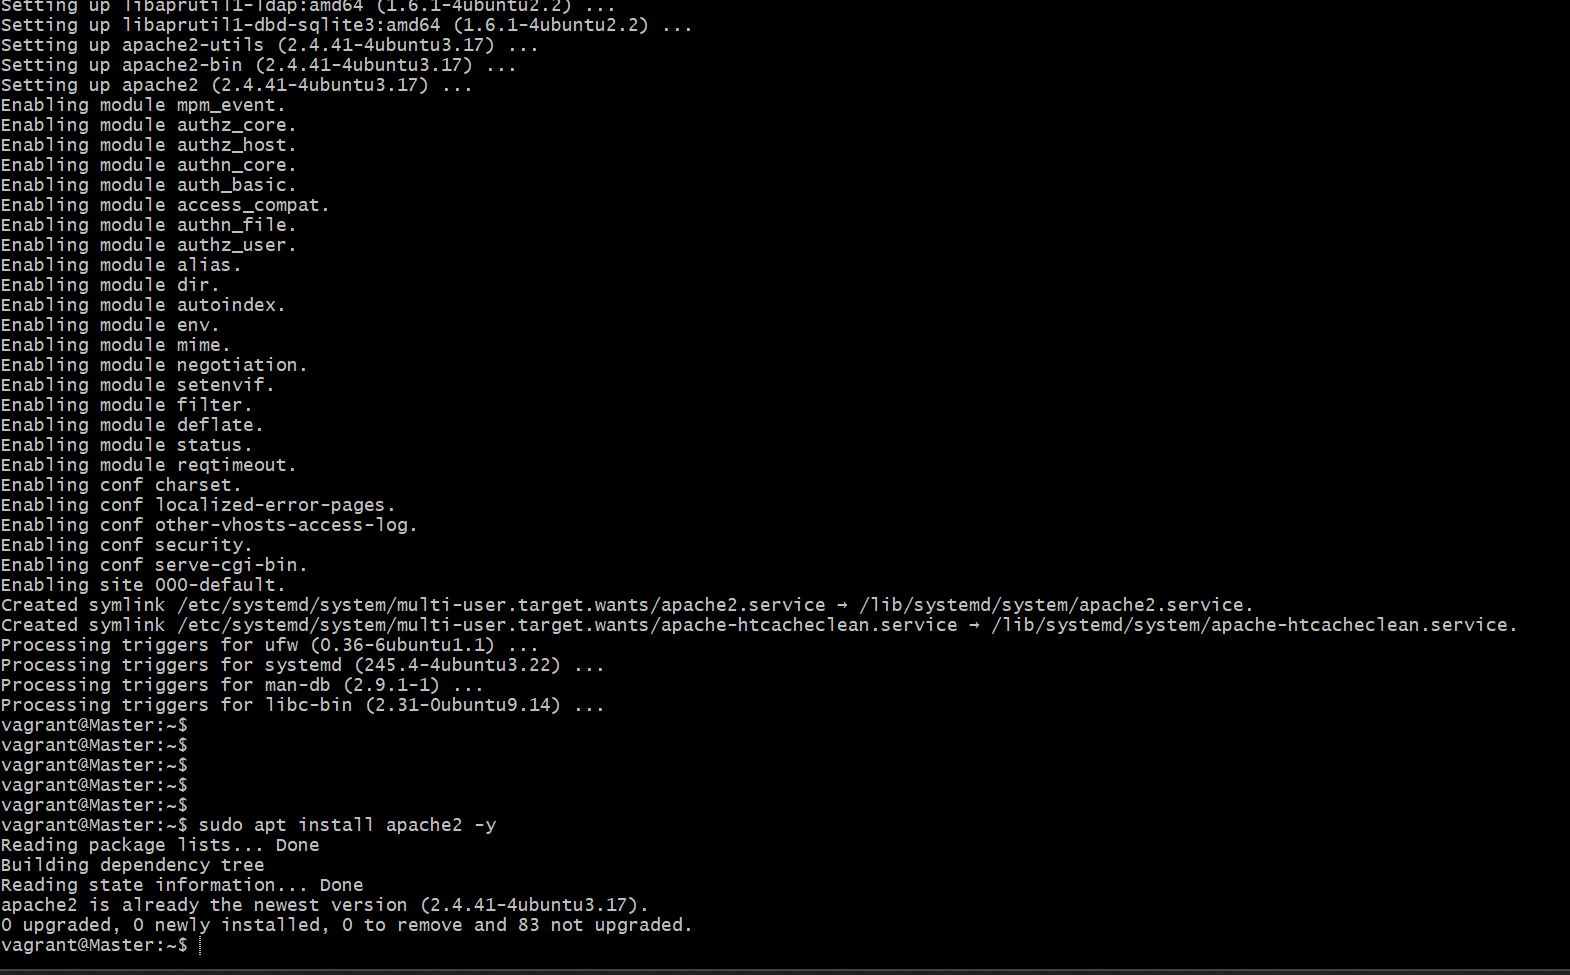 Setting up libaprutil1-ldap:amd64 (1.6.1-4ubuntu2.2) ...
Setting up libaprutil1-dbd-sqlite3:amd64 (1.6.1-4ubuntu2.2) ...
Setting up apache2-utils (2.4.41-4ubuntu3.17) ...
Setting up apache2-bin (2.4.41-4ubuntu3.17) ...
Setting up apache2 (2.4.41-4ubuntu3.17) ...
Enabling module mpm_event.
Enabling module authz_core.
Enabling module authz_host.
Enabling module authn_core.
Enabling module auth_basic.
Enabling module access_compat.
Enabling module authn_file.
Enabling module authz_user.
Enabling module alias.
Enabling module dir.
Enabling module autoindex.
Enabling module env.
Enabling module mime.
Enabling module negotiation.
Enabling module setenvif.
Enabling module filter.
Enabling module deflate.
Enabling module status.
Enabling module reqtimeout.
Enabling conf charset.
Enabling conf localized-error-pages.
Enabling conf other-vhosts-access-log.
Enabling conf security.
Enabling conf serve-cgi-bin.
Enabling site 000-default.
Created symlink /etc/systemd/system/multi-user.target.wants/apache2.service → /lib/systemd/system/apache2.service.
Created symlink /etc/systemd/system/multi-user.target.wants/apache-htcacheclean.service → /lib/systemd/system/apache-htcacheclean.service.
Processing triggers for ufw (0.36-6ubuntu1.1) ...
Processing triggers for systemd (245.4-4ubuntu3.22) ...
Processing triggers for man-db (2.9.1-1) ...
Processing triggers for libc-bin (2.31-0ubuntu9.14) ...
vagrant@Master:~$
vagrant@Master:~$
vagrant@Master:~$
vagrant@Master:~$
vagrant@Master:~$
vagrant@Master:~$ sudo apt install apache2 -y
Reading package lists... Done
Building dependency tree
Reading state information... Done
apache2 is already the newest version (2.4.41-4ubuntu3.17).
0 upgraded, 0 newly installed, 0 to remove and 83 not upgraded.
vagrant@Master:~$